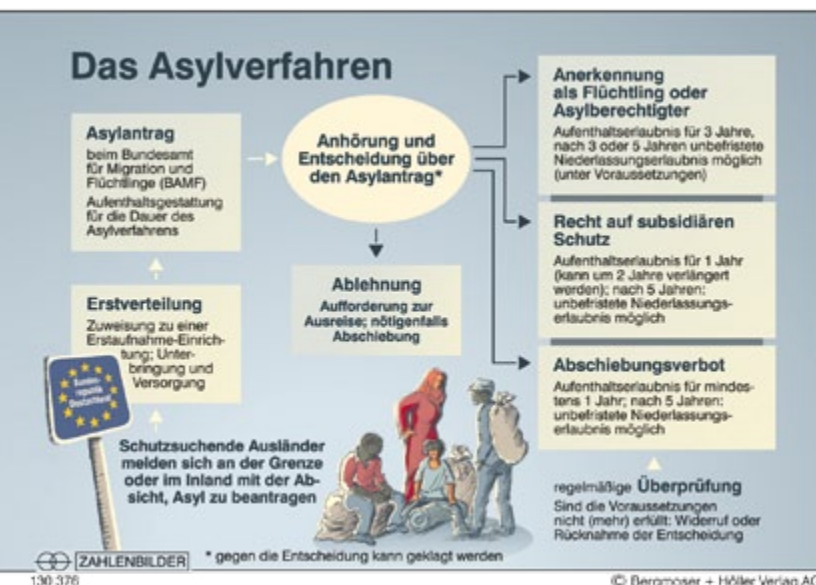 Das Asylverfahren
Schutzsuchende Ausländer
melden sich an der Grenze
oder im Inland mit der Ab-
sicht, Asyl zu beantragen
Bundes-
republik
Deutschland
Erstverteilung
Zuweisung zu einer
Erstaufnahme-Einrich-
tung; Unter-
bringung und
Versorgung
Asylantrag
beim Bundesamt
für Migration und
Flüchtlinge (BAMF)
Aufenthaltsgestattung
für die Dauer des
Asylverfahrens
Anhörung und
Entscheidung über
den Asylantrag*
Ablehnung
Aufforderung zur
Ausreise; nötigenfalls
Abschiebung
Anerkennung
als Flüchtling oder
Asylberechtigter
Aufenthaltserlaubnis für 3 Jahre,
nach 3 oder 5 Jahren unbefristete
Niederlassungserlaubnis möglich
(unter Voraussetzungen)
Recht auf subsidiären
Schutz
Aufenthaltserlaubnis für 1 Jahr
(kann um 2 Jahre verlängert
werden); nach 5 Jahren:
unbefristete Niederlassungs-
erlaubnis möglich
Abschiebungsverbot
Aufenthaltserlaubnis für mindes-
tens 1 Jahr; nach 5 Jahren:
unbefristete Niederlassungs-
erlaubnis möglich
regelmäßige Überprüfung
Sind die Voraussetzungen
nicht (mehr) erfüllt: Widerruf oder
Rücknahme der Entscheidung
ZAHLENBILDER
* gegen die Entscheidung kann geklagt werden
130 376
© Bergmoser + Höller Verlag AG